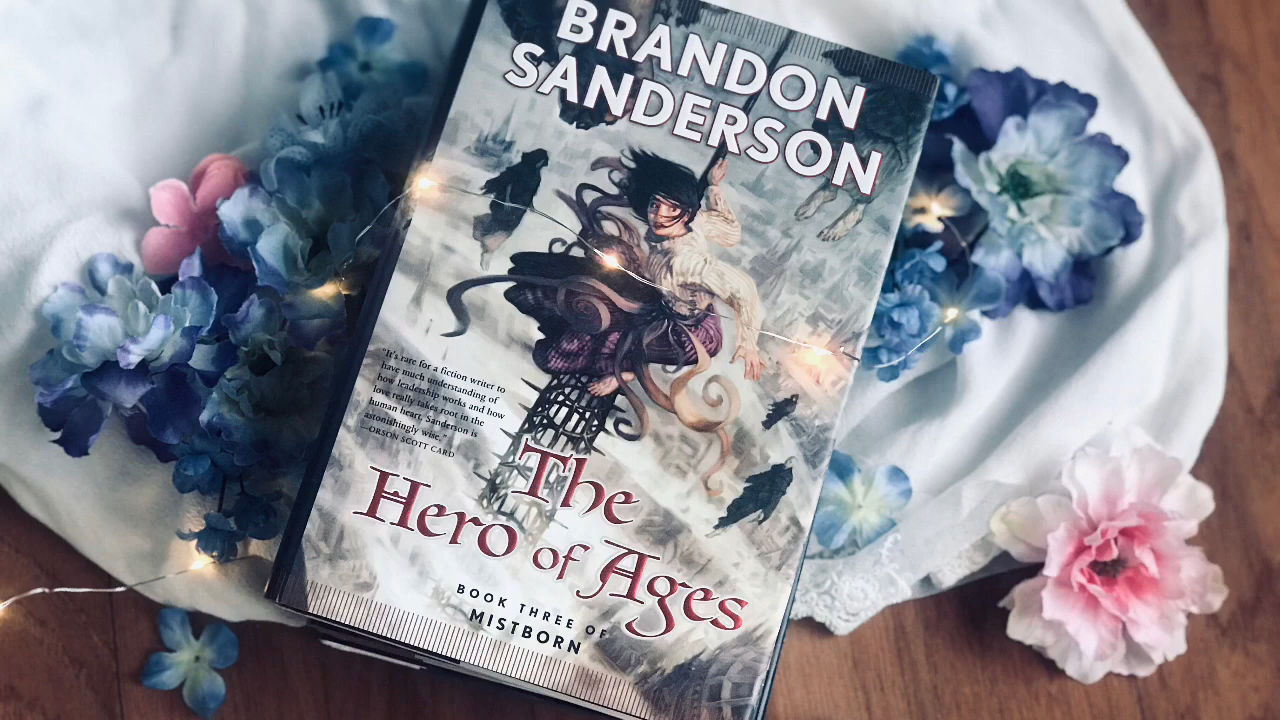 BRANDON
SANDERSON
"It's rare for a fiction writer to
have much understanding of
how leadership works and how
love really takes root in the
human heart. Sanderson is
astonishingly wise."
—ORSON SCOTT CARD
The
Hero of Ages
BOOK THREE OF
MISTBORN